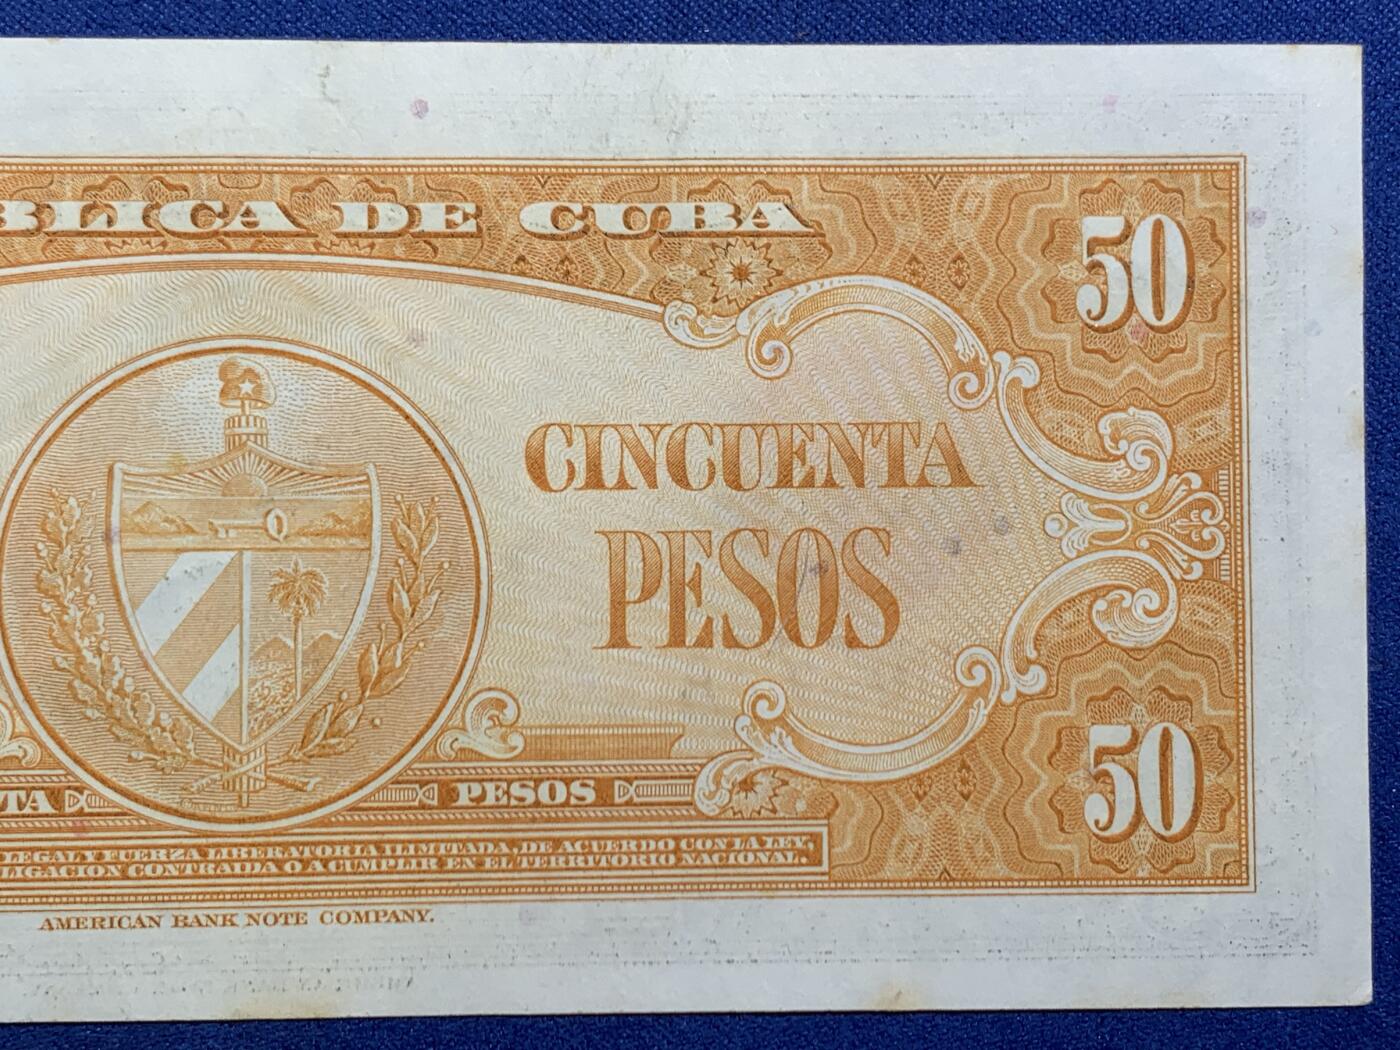 BLICA DE CUBA
50
CINCUENTA
PESOS
50
TA PESOS
LEGAL Y FUERZA LIBERATORIA ILIMITADA, DE ACUERDO CON LA LEY,
LIGACION CONTRAIDA O A CUMPLIR EN EL TERRITORIO NACIONAL.
AMERICAN BANK NOTE COMPANY.